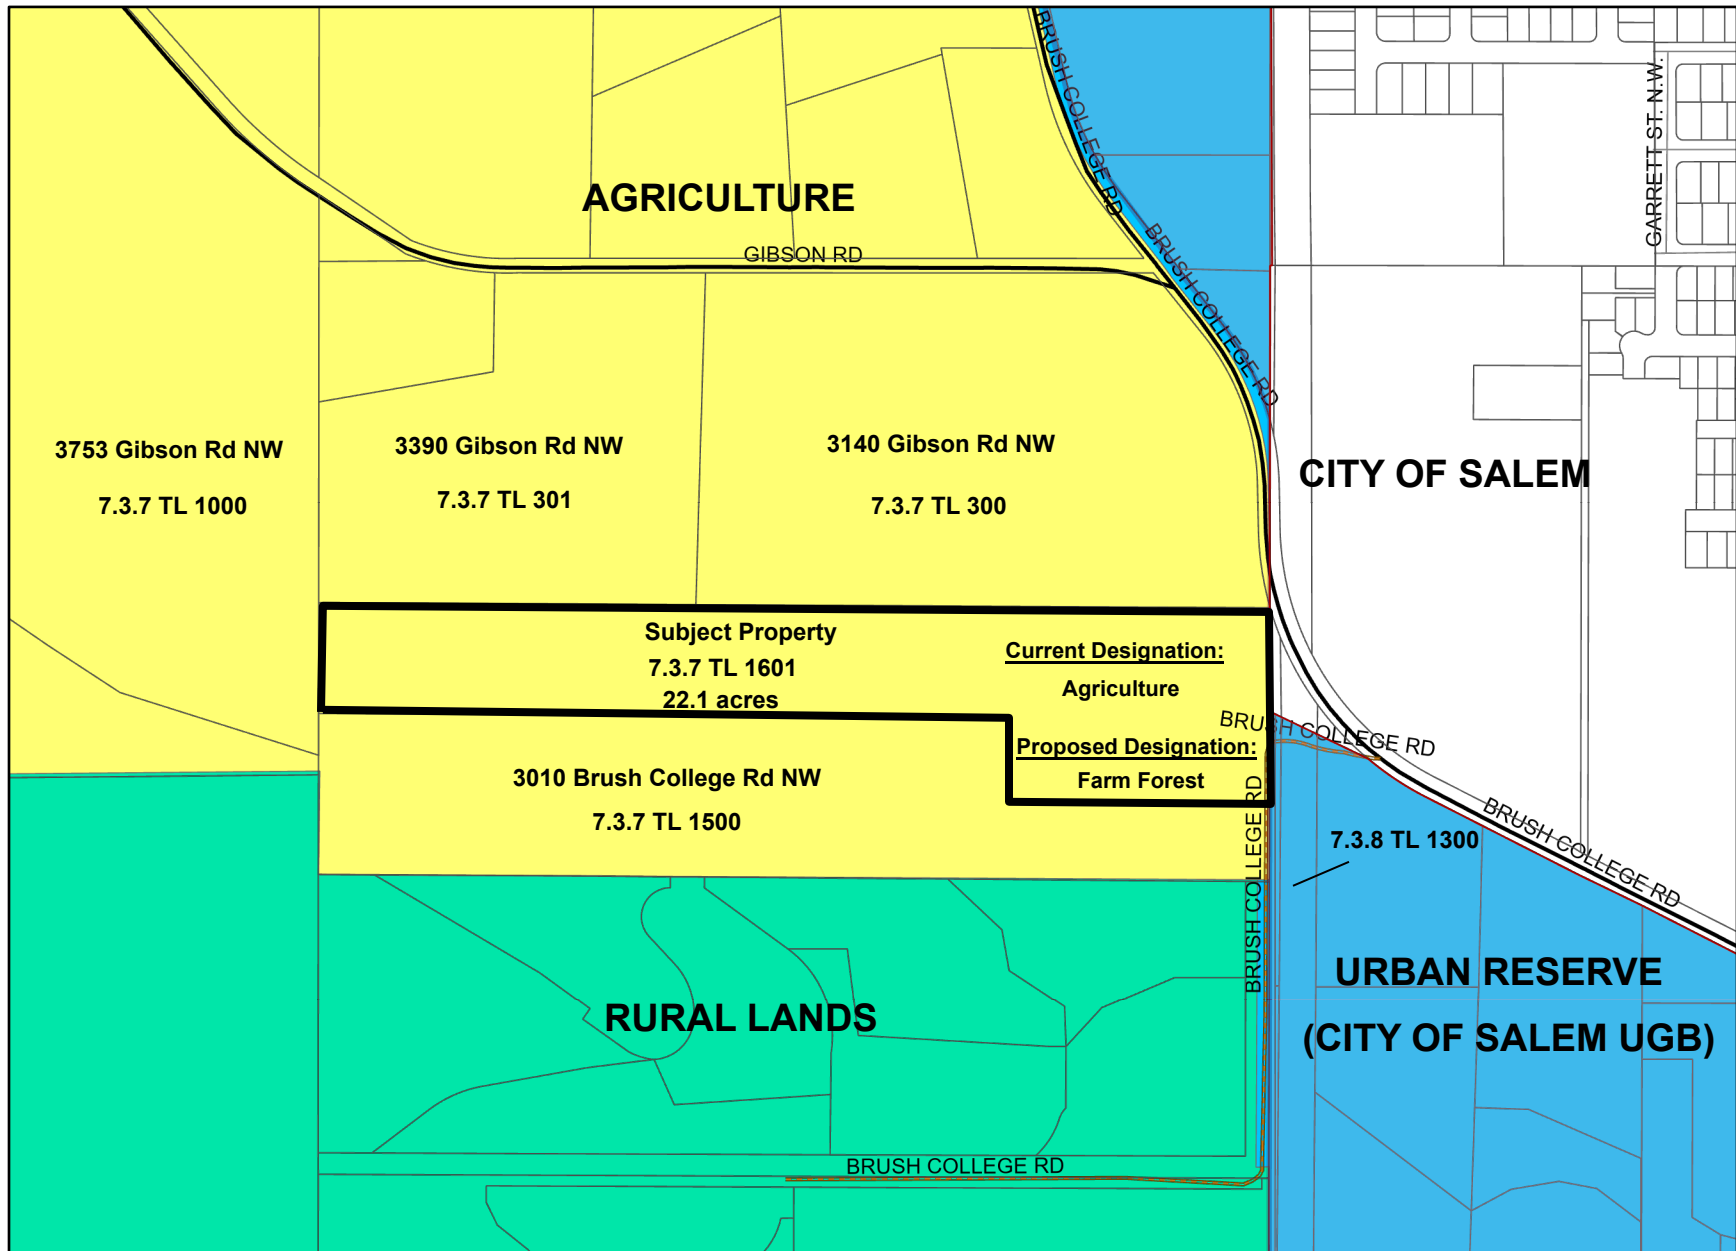 BRUSH COLLEGE RD
GARRETT ST. N.W.
AGRICULTURE
GIBSON RD
BRUSH COLLEGE RD
3753 Gibson Rd NW
7.3.7 TL 1000
3390 Gibson Rd NW
7.3.7 TL 301
3140 Gibson Rd NW
7.3.7 TL 300
CITY OF SALEM
Subject Property
7.3.7 TL 1601
22.1 acres
Current Designation:
Agriculture
Proposed Designation:
Farm Forest
BRUSH COLLEGE RD
3010 Brush College Rd NW
7.3.7 TL 1500
BRUSH COLLEGE RD
7.3.8 TL 1300
BRUSH COLLEGE RD
RURAL LANDS
URBAN RESERVE
(CITY OF SALEM UGB)
BRUSH COLLEGE RD